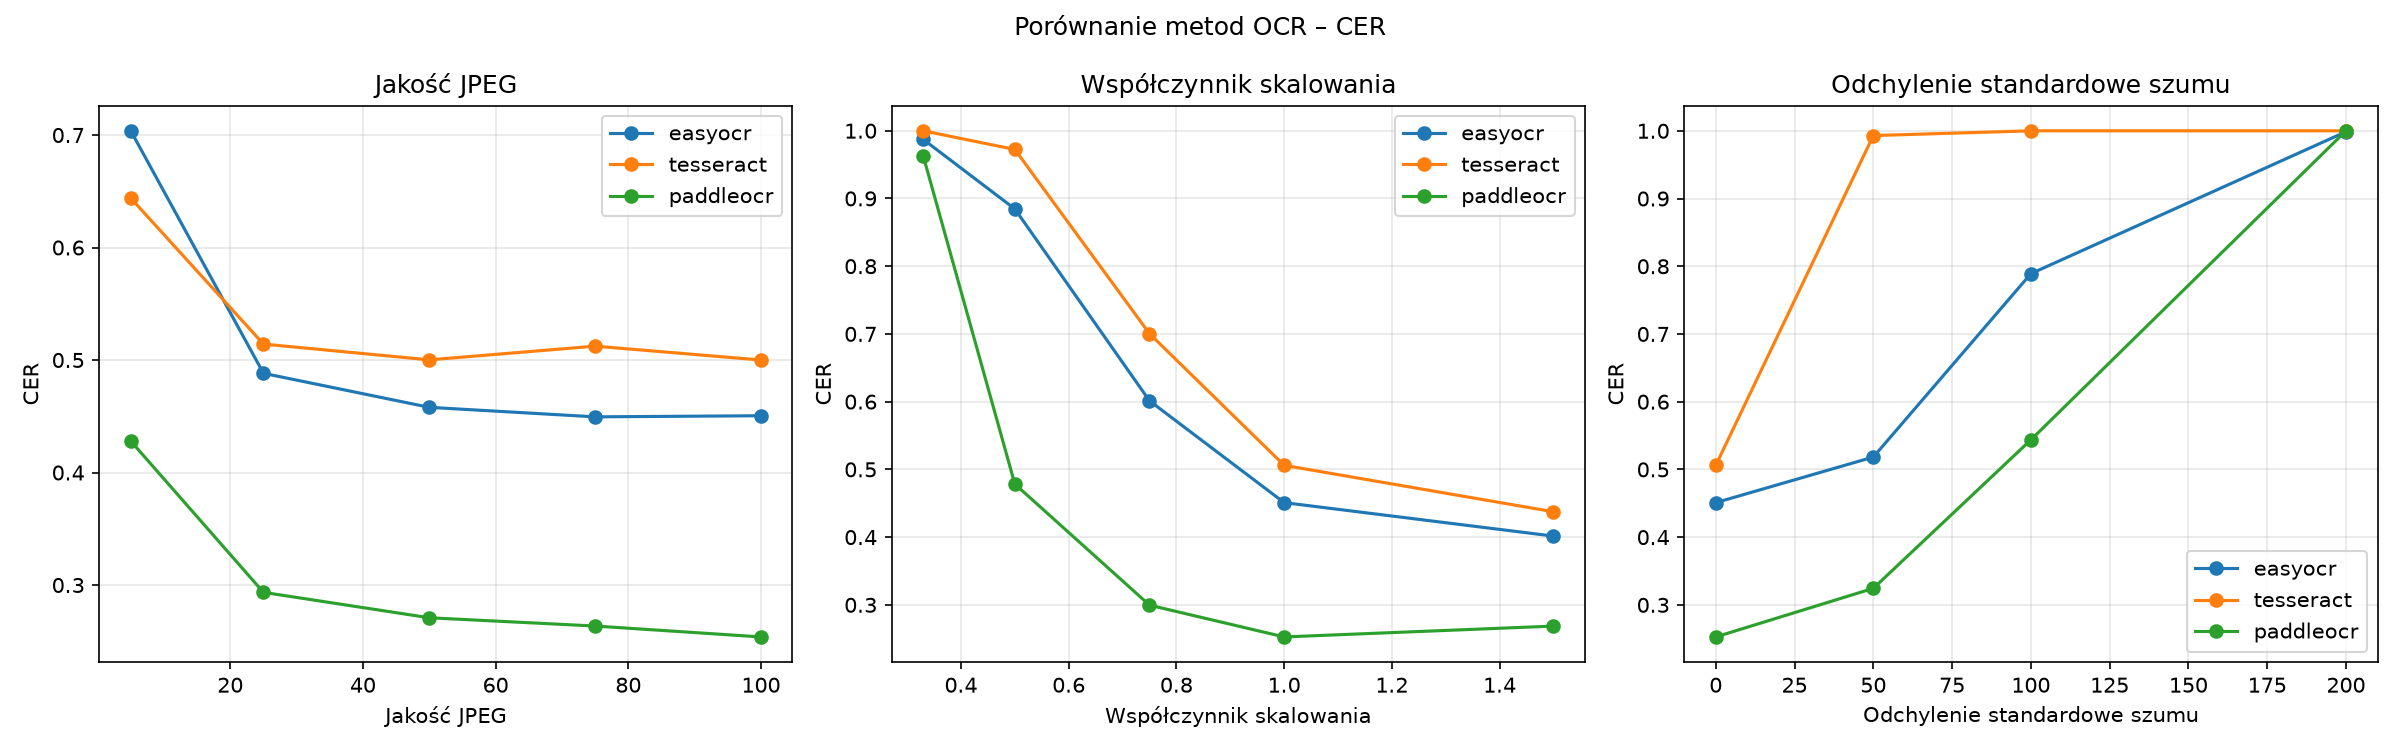 Porównanie metod OCR – CER
Jakość JPEG
0.7
0.6
0.5
0.4
0.3
CER
20 40 60 80 100
Jakość JPEG
easyocr
tesseract
paddleocr
Współczynnik skalowania
1.0
0.9
0.8
0.7
0.6
0.5
0.4
0.3
CER
0.4 0.6 0.8 1.0 1.2 1.4
Współczynnik skalowania
easyocr
tesseract
paddleocr
Odchylenie standardowe szumu
1.0
0.9
0.8
0.7
0.6
0.5
0.4
0.3
CER
0 25 50 75 100 125 150 175 200
Odchylenie standardowe szumu
easyocr
tesseract
paddleocr